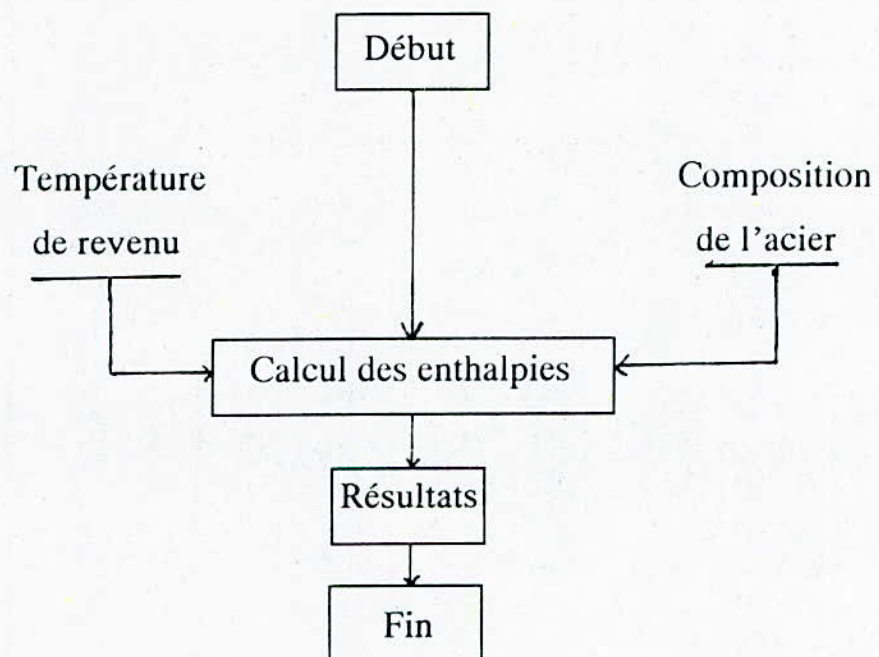 Début
Température
de revenu
Composition
de l'acier
Calcul des enthalpies
Résultats
Fin